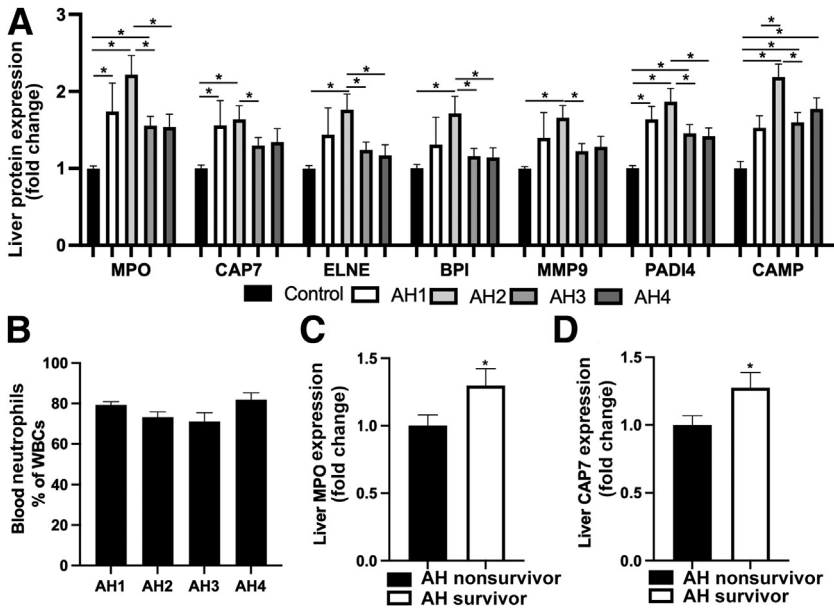 A
Liver protein expression
(fold change)
3
2
1
0
* * * * *
* * *
* * * *
* * *
* *
* * * * *
* * * * *
MPO CAP7 ELNE BPI MMP9 PADI4 CAMP
Control AH1 AH2 AH3 AH4
B
Blood neutrophils
% of WBCs
100
80
60
40
20
0
AH1 AH2 AH3 AH4
C
Liver MPO expression
(fold change)
1.5
1.0
0.5
0.0
*
AH nonsurvivor
AH survivor
D
Liver CAP7 expression
(fold change)
1.5
1.0
0.5
0.0
*
AH nonsurvivor
AH survivor